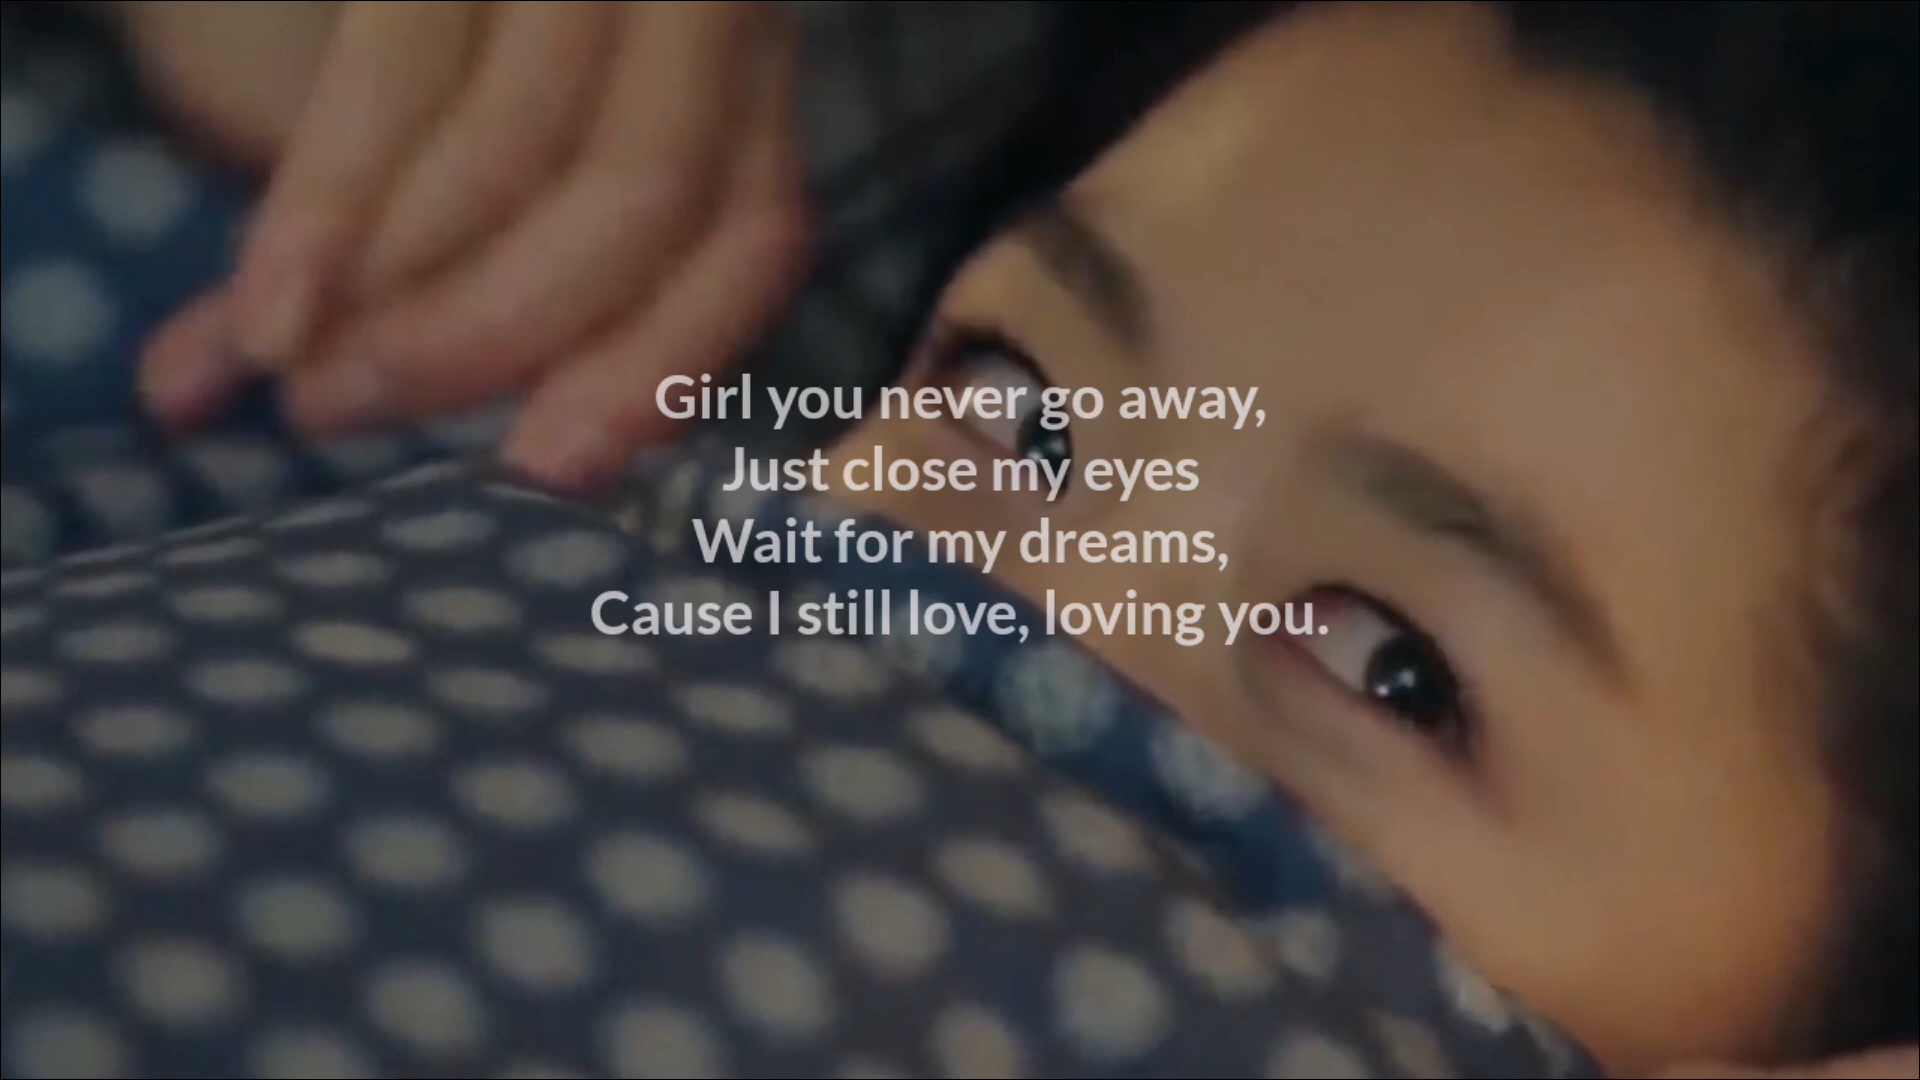 Girl you never go away,
Just close my eyes
Wait for my dreams,
Cause I still love, loving you.